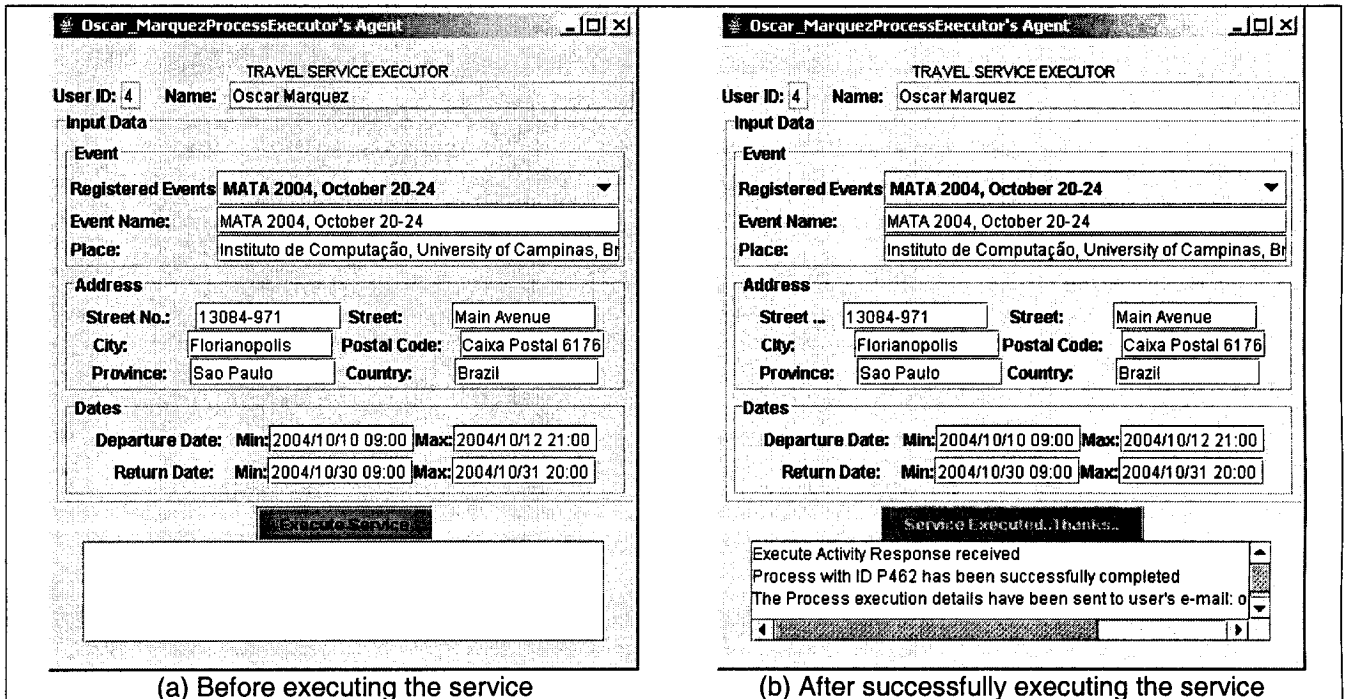 Oscar_MarquezProcessExecutor's Agent
TRAVEL SERVICE EXECUTOR
User ID: 4 Name: Oscar Marquez
Input Data
Event
Registered Events MATA 2004, October 20-24
Event Name: MATA 2004, October 20-24
Place: Instituto de Computação, University of Campinas, Br
Address
Street No.: 13084-971 Street: Main Avenue
City: Florianopolis Postal Code: Caixa Postal 6176
Province: Sao Paulo Country: Brazil
Dates
Departure Date: Min: 2004/10/10 09:00 Max: 2004/10/12 21:00
Return Date: Min: 2004/10/30 09:00 Max: 2004/10/31 20:00
Execute Service
(a) Before executing the service
Oscar_MarquezProcessExecutor's Agent
TRAVEL SERVICE EXECUTOR
User ID: 4 Name: Oscar Marquez
Input Data
Event
Registered Events MATA 2004, October 20-24
Event Name: MATA 2004, October 20-24
Place: Instituto de Computação, University of Campinas, Br
Address
Street ... 13084-971 Street: Main Avenue
City: Florianopolis Postal Code: Caixa Postal 6176
Province: Sao Paulo Country: Brazil
Dates
Departure Date: Min: 2004/10/10 09:00 Max: 2004/10/12 21:00
Return Date: Min: 2004/10/30 09:00 Max: 2004/10/31 20:00
Service Executed..Thanks..
Execute Activity Response received
Process with ID P462 has been successfully completed
The Process execution details have been sent to user's e-mail: o
(b) After successfully executing the service